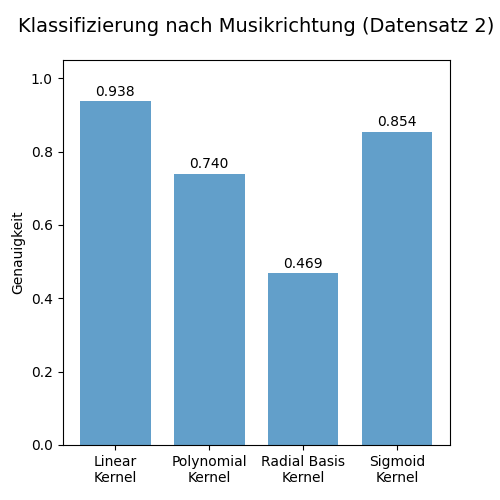 Klassifizierung nach Musikrichtung (Datensatz 2)
1.0
0.8
0.6
0.4
0.2
0.0
Genauigkeit
0.938
0.740
0.469
0.854
Linear
Kernel
Polynomial
Kernel
Radial Basis
Kernel
Sigmoid
Kernel